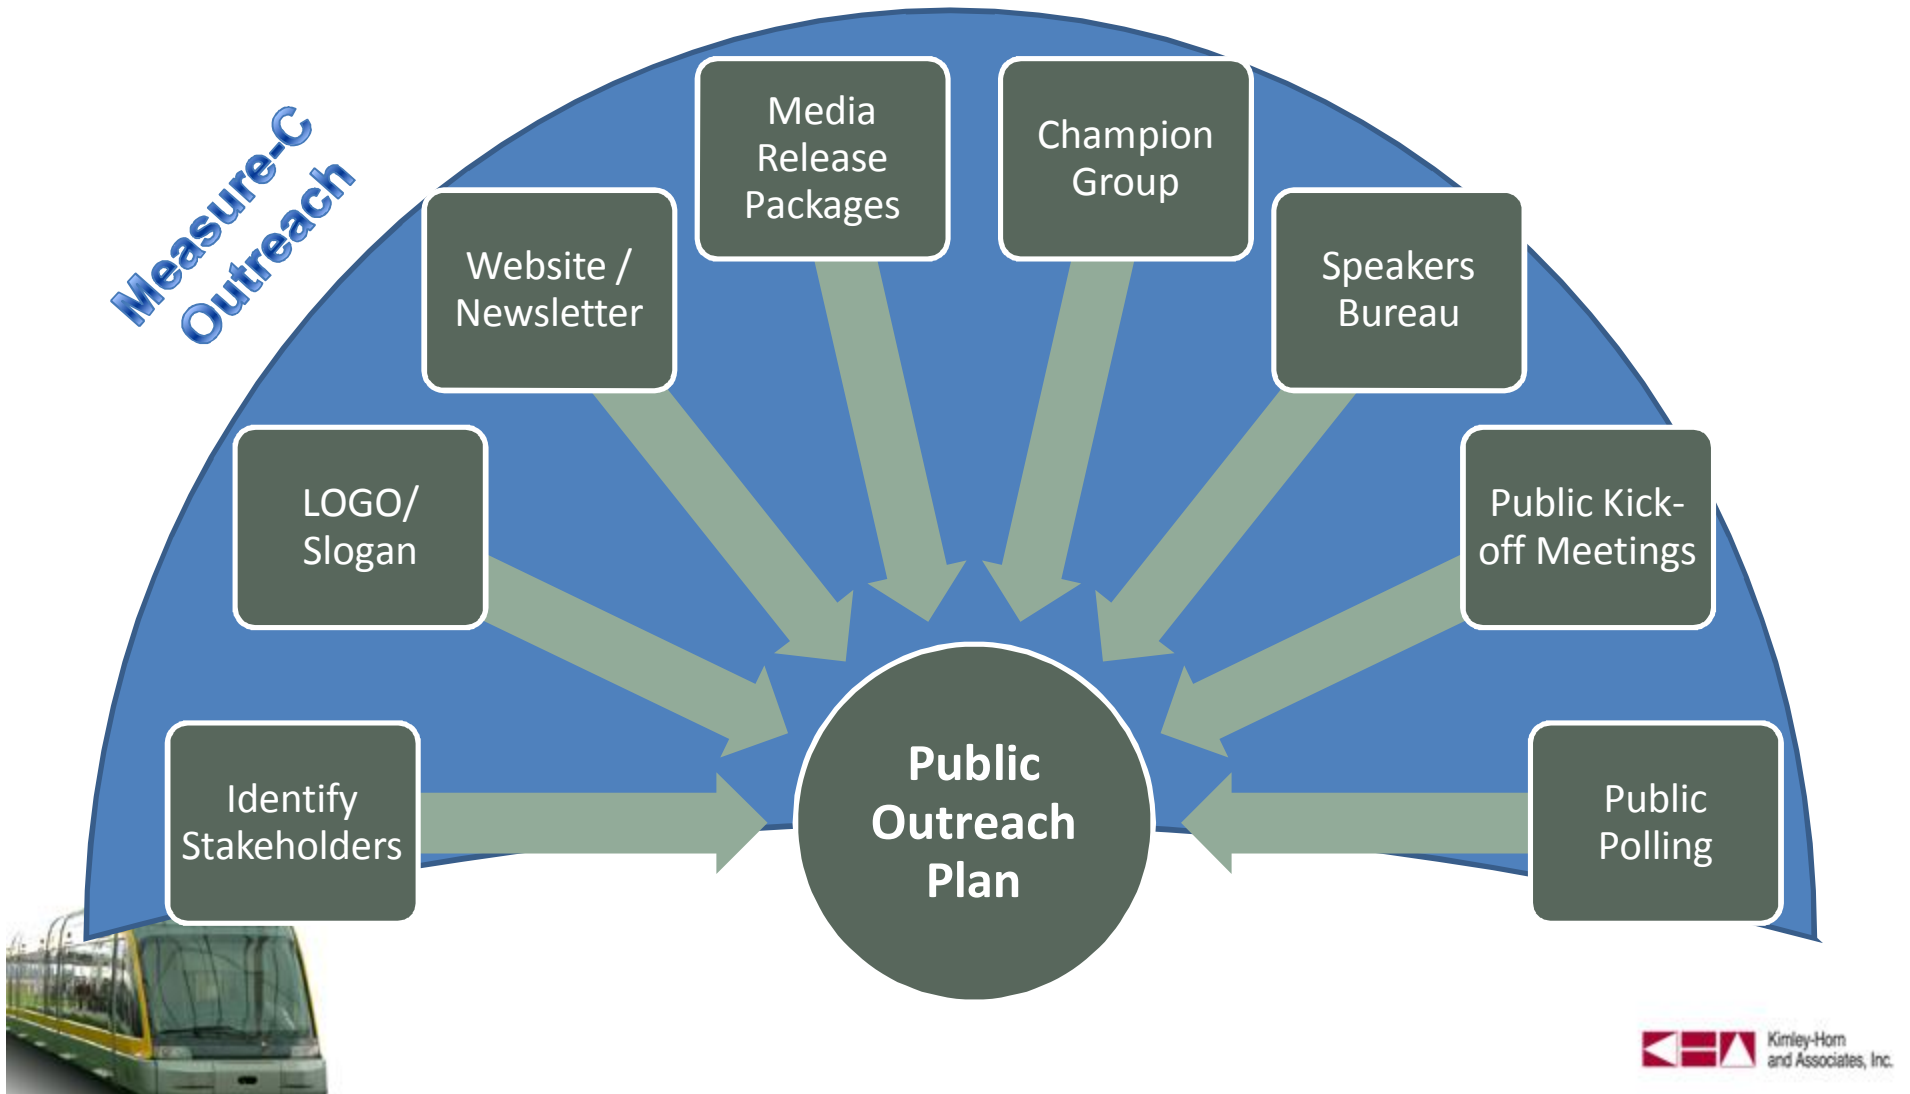 Measure-C
Outreach
Media
Release
Packages
Champion
Group
Website /
Newsletter
Speakers
Bureau
LOGO/
Slogan
Public Kick-
off Meetings
Identify
Stakeholders
Public
Outreach
Plan
Public
Polling
Kimley-Horn
and Associates, Inc.